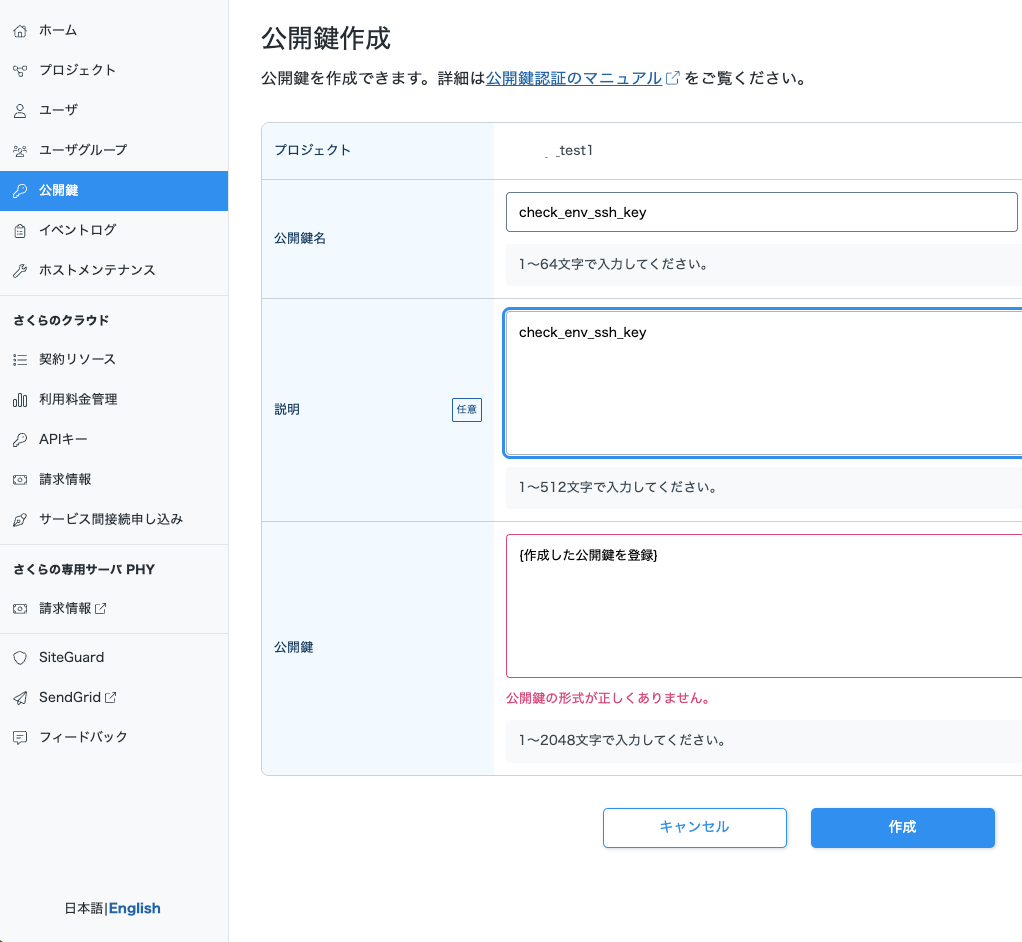 ホーム
プロジェクト
ユーザ
ユーザグループ
公開鍵
イベントログ
ホストメンテナンス
さくらのクラウド
契約リソース
利用料金管理
APIキー
請求情報
サービス間接続申し込み
さくらの専用サーバ PHY
請求情報
SiteGuard
SendGrid
フィードバック
日本語|English
公開鍵作成
公開鍵を作成できます。詳細は公開鍵認証のマニュアル をご覧ください。
プロジェクト
_test1
公開鍵名
check_env_ssh_key
1〜64文字で入力してください。
説明
任意
check_env_ssh_key
1〜512文字で入力してください。
公開鍵
{作成した公開鍵を登録}
公開鍵の形式が正しくありません。
1〜2048文字で入力してください。
キャンセル
作成